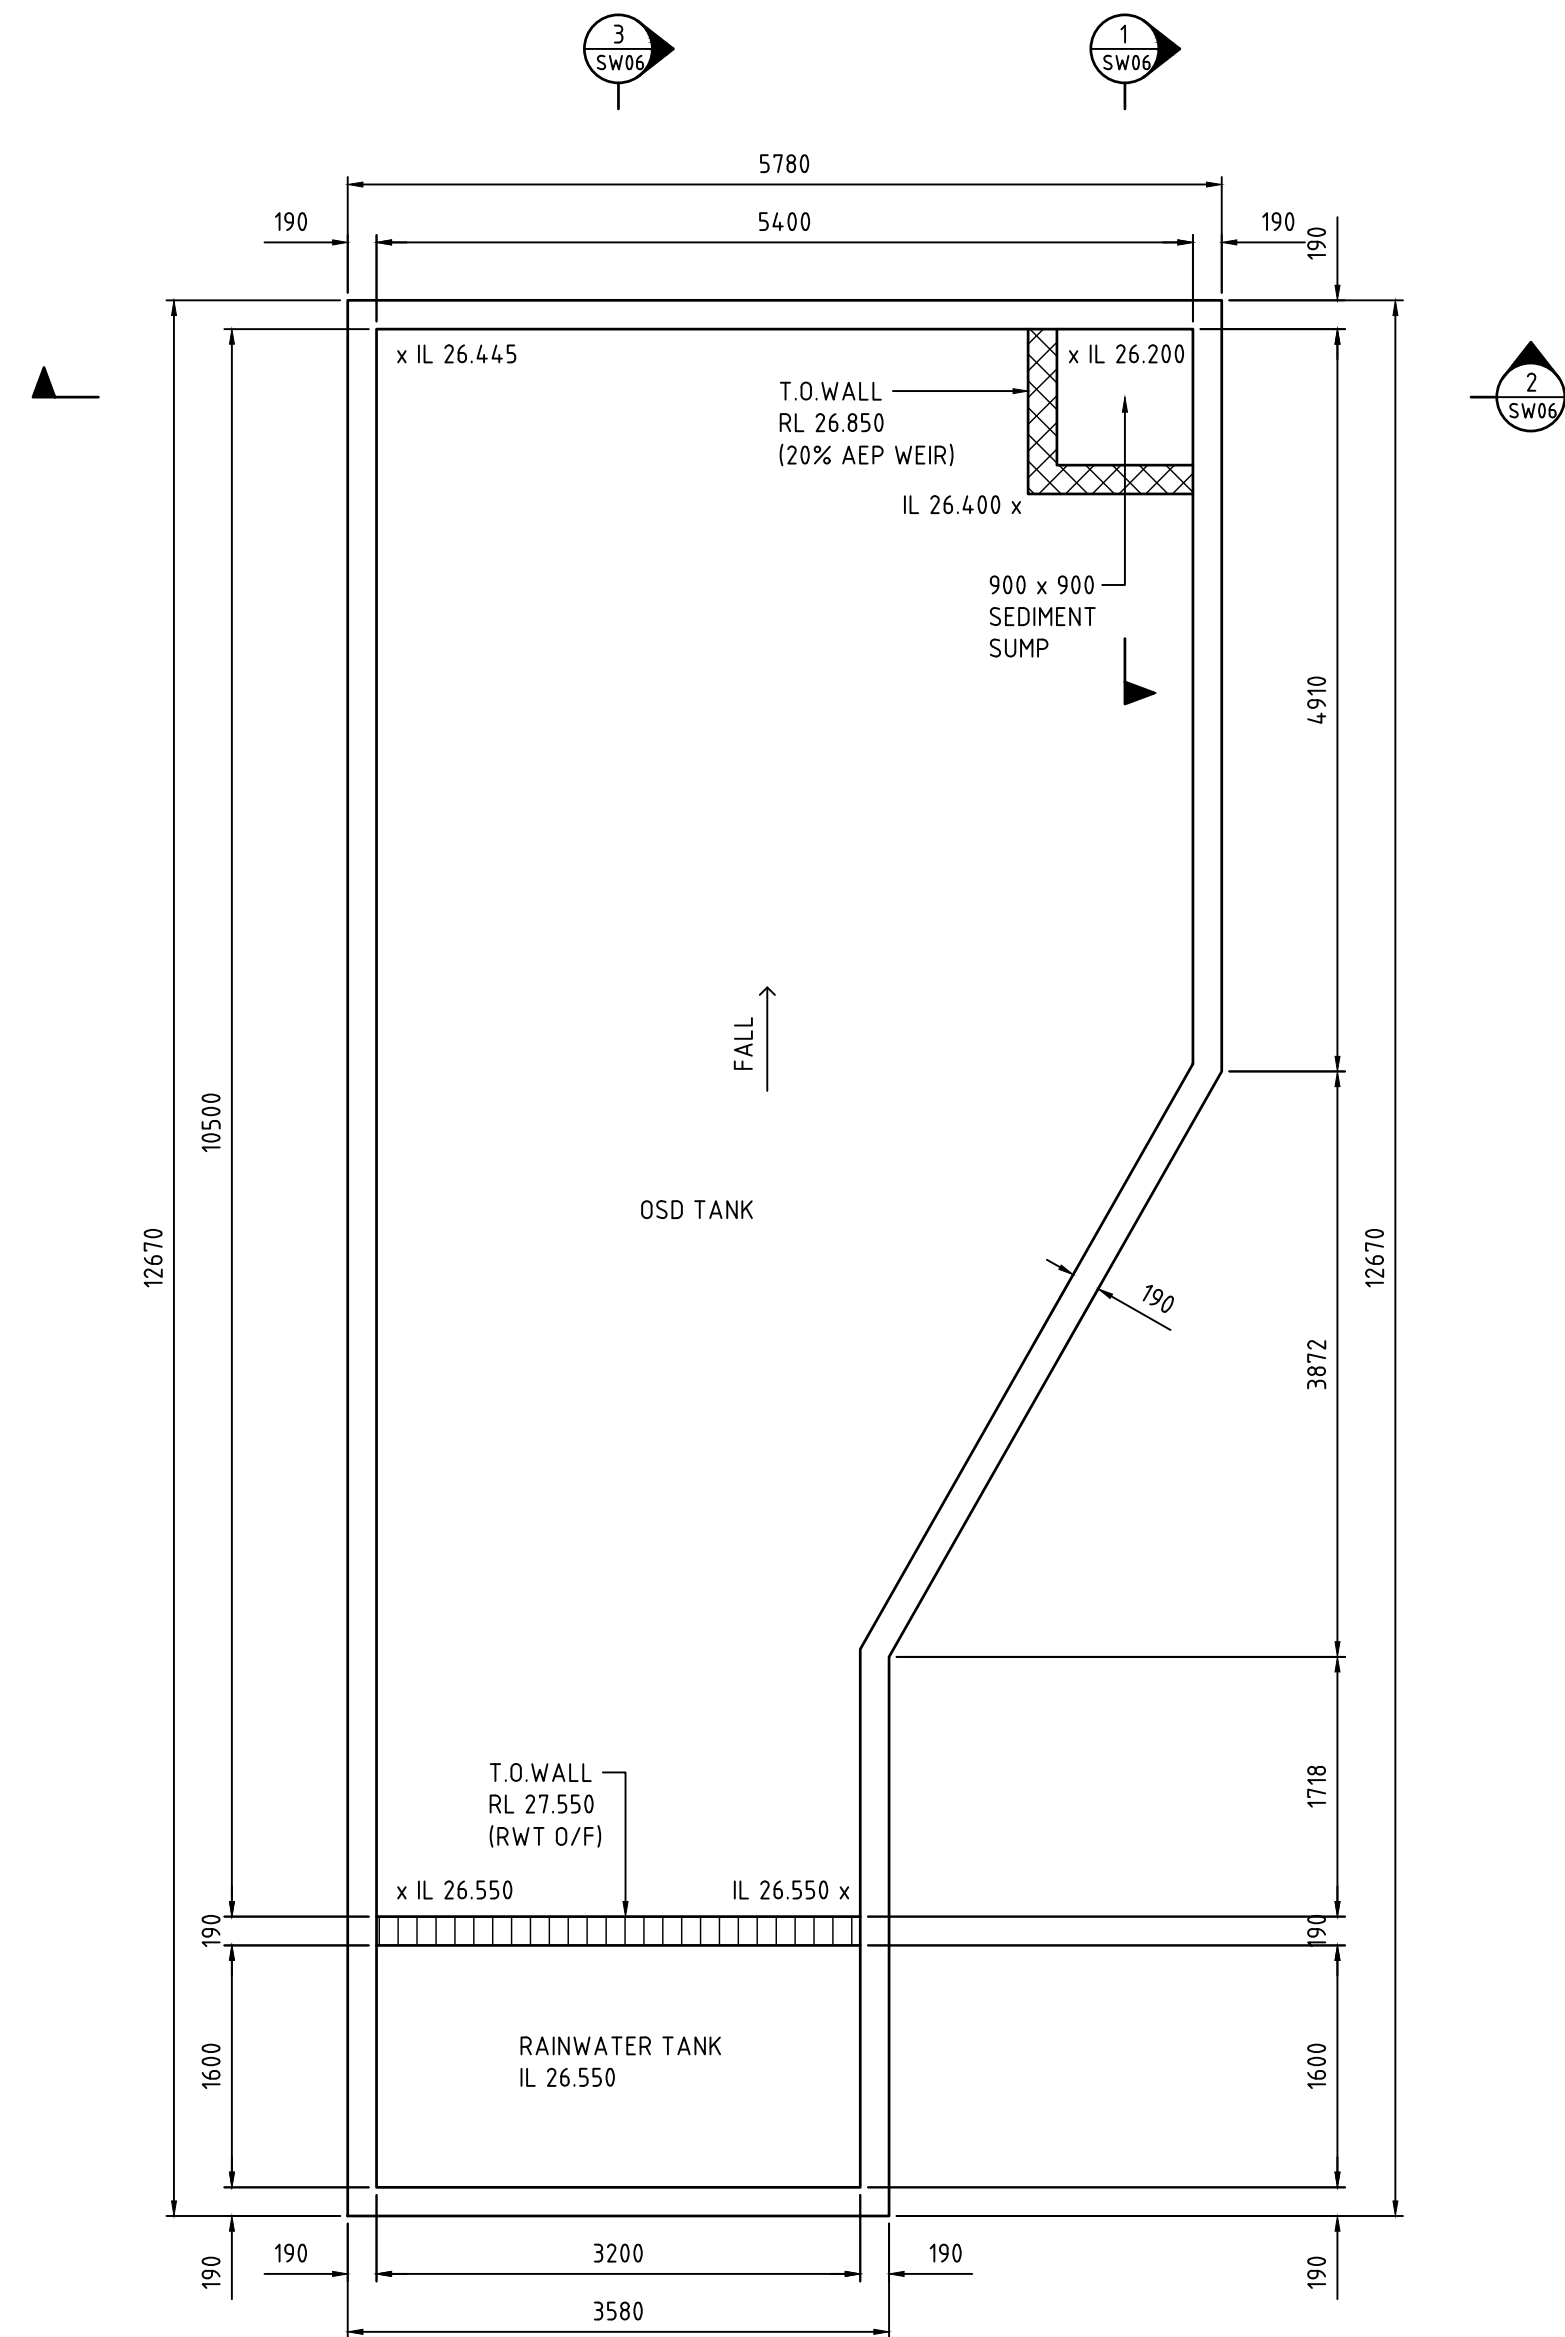 3
SW06
1
SW06
5780
190
5400
190
190
x IL 26.445
x IL 26.200
T.O.WALL
RL 26.850
(20% AEP WEIR)
2
SW06
IL 26.400 x
900 x 900
SEDIMENT
SUMP
4910
FALL
10500
OSD TANK
12670
12670
190
3872
T.O.WALL
RL 27.550
(RWT O/F)
1718
x IL 26.550
IL 26.550 x
190
190
RAINWATER TANK
IL 26.550
1600
1600
190
190
3200
190
190
3580